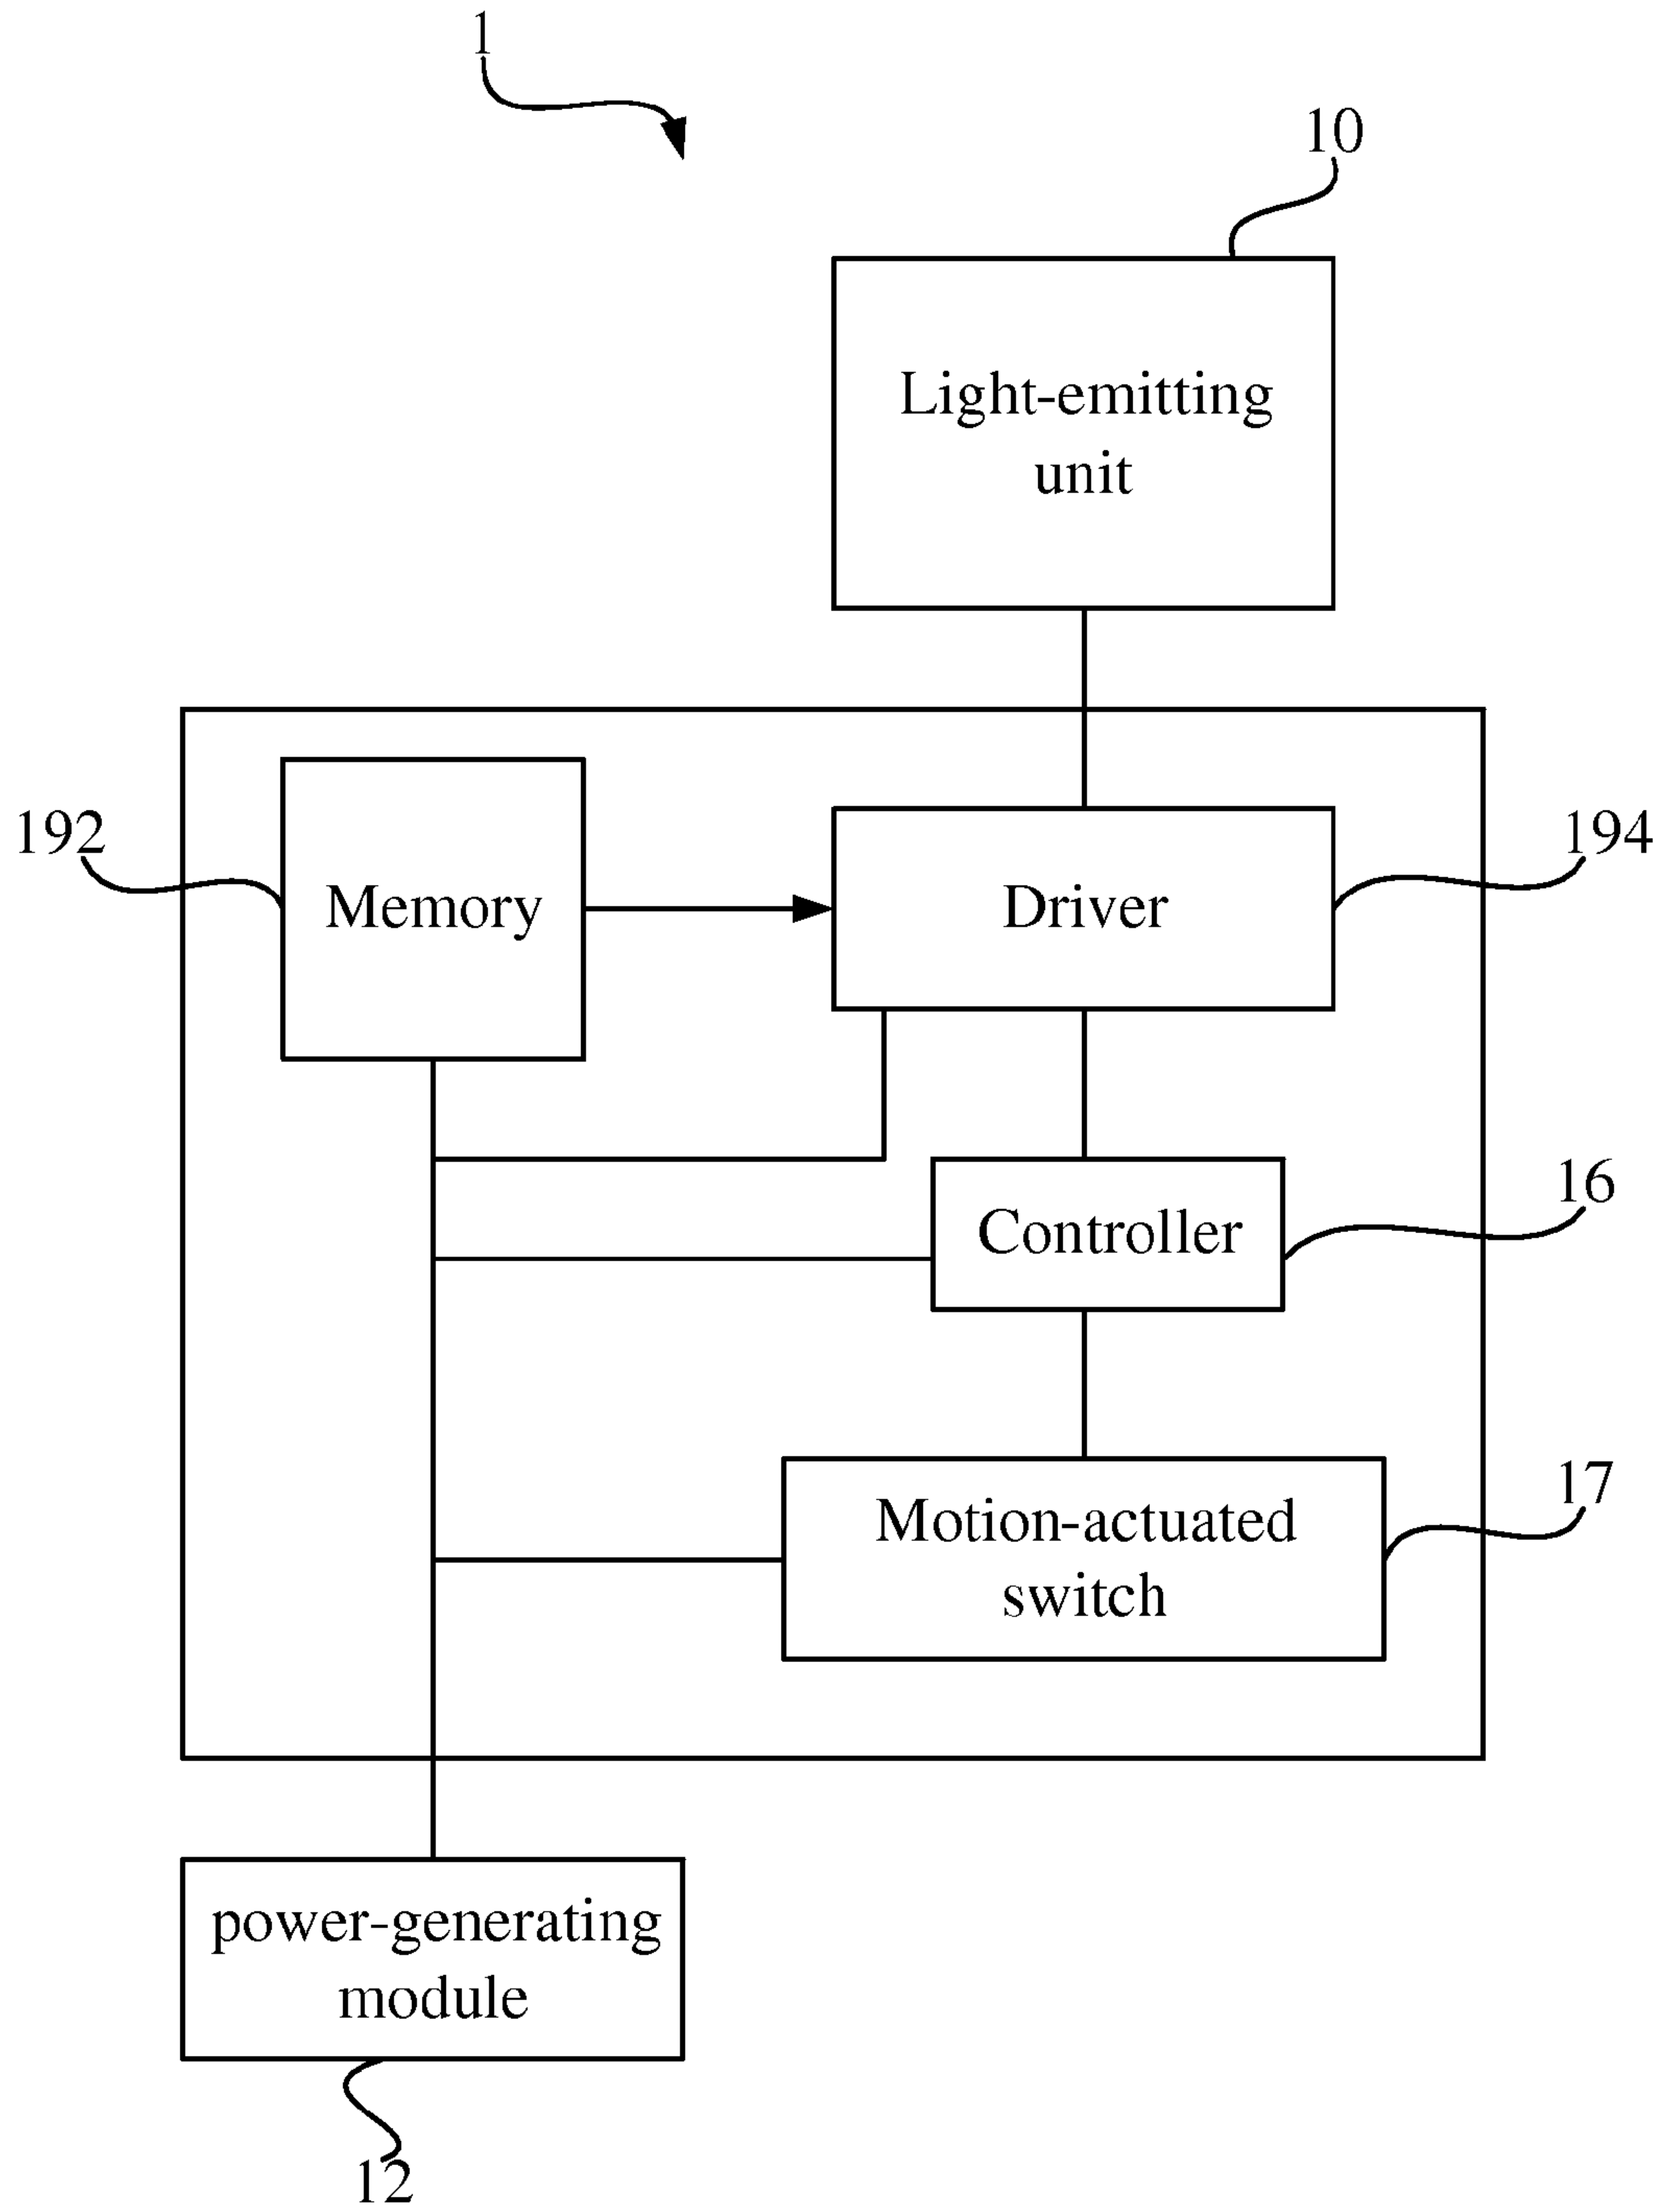 1
10
Light-emitting
unit
192
Memory
Driver
194
Controller
16
Motion-actuated
switch
17
power-generating
module
12